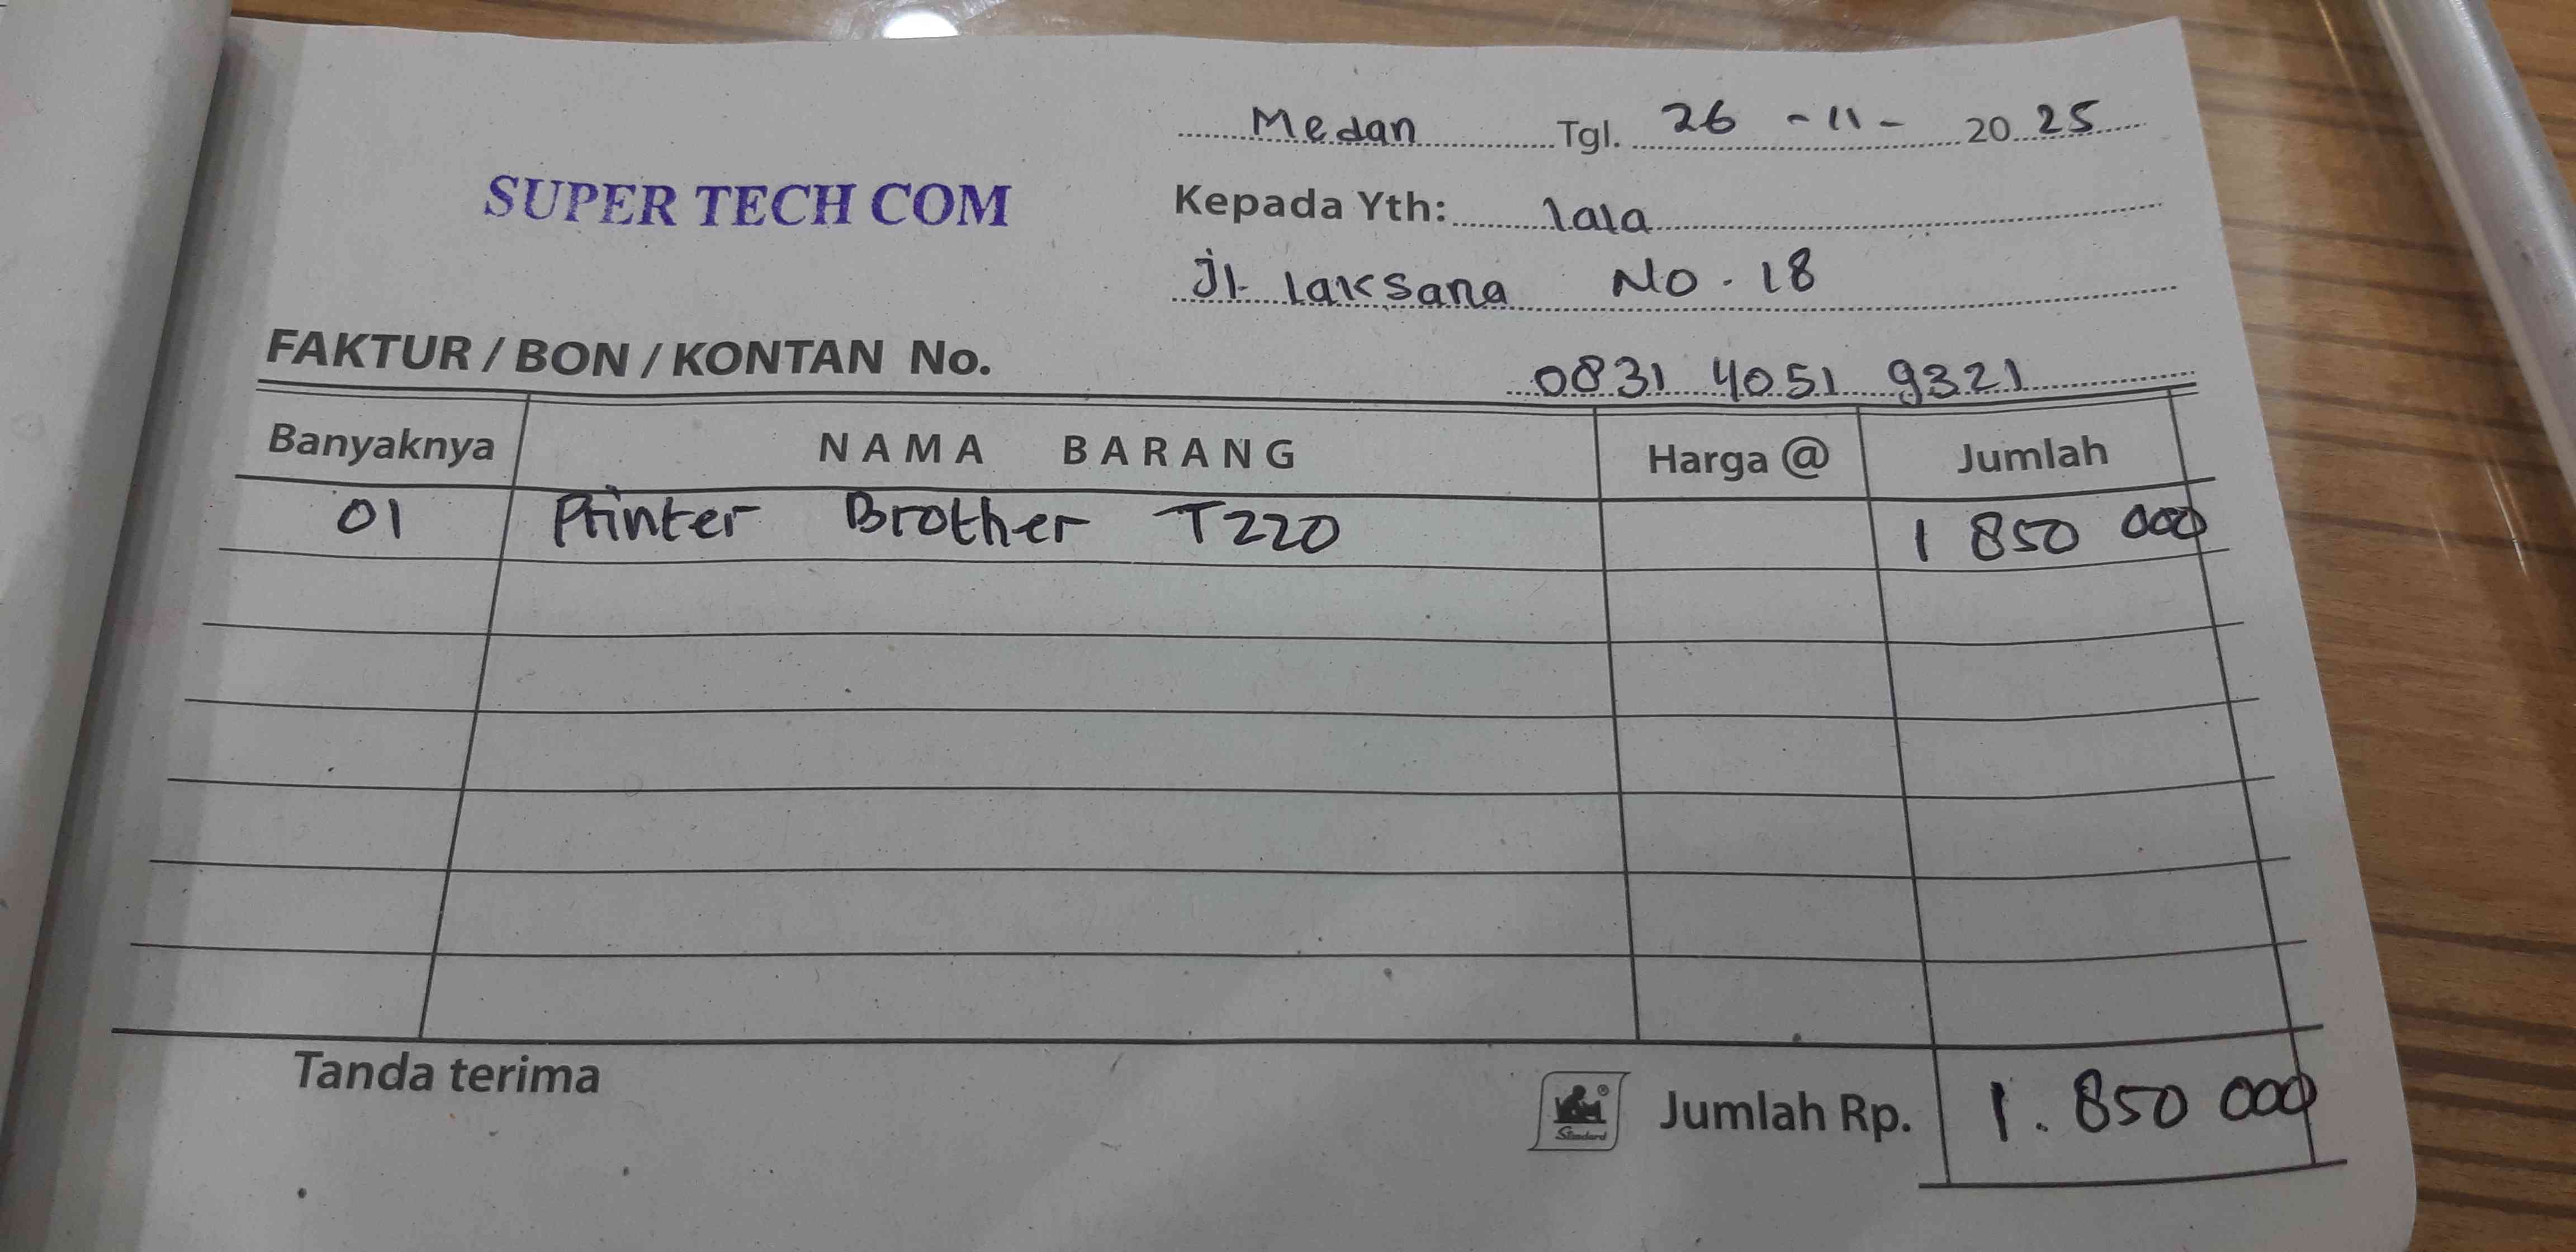 Medan Tgl. 26 - 11 - 20 25
SUPER TECH COM
Kepada Yth: lala
Jl. laksana No. 18
FAKTUR / BON / KONTAN No.
0831 4051 9321
Banyaknya NAMA BARANG Harga @ Jumlah
01 Printer Brother T220 1 850 000
Tanda terima
Standard
Jumlah Rp. 1. 850 000